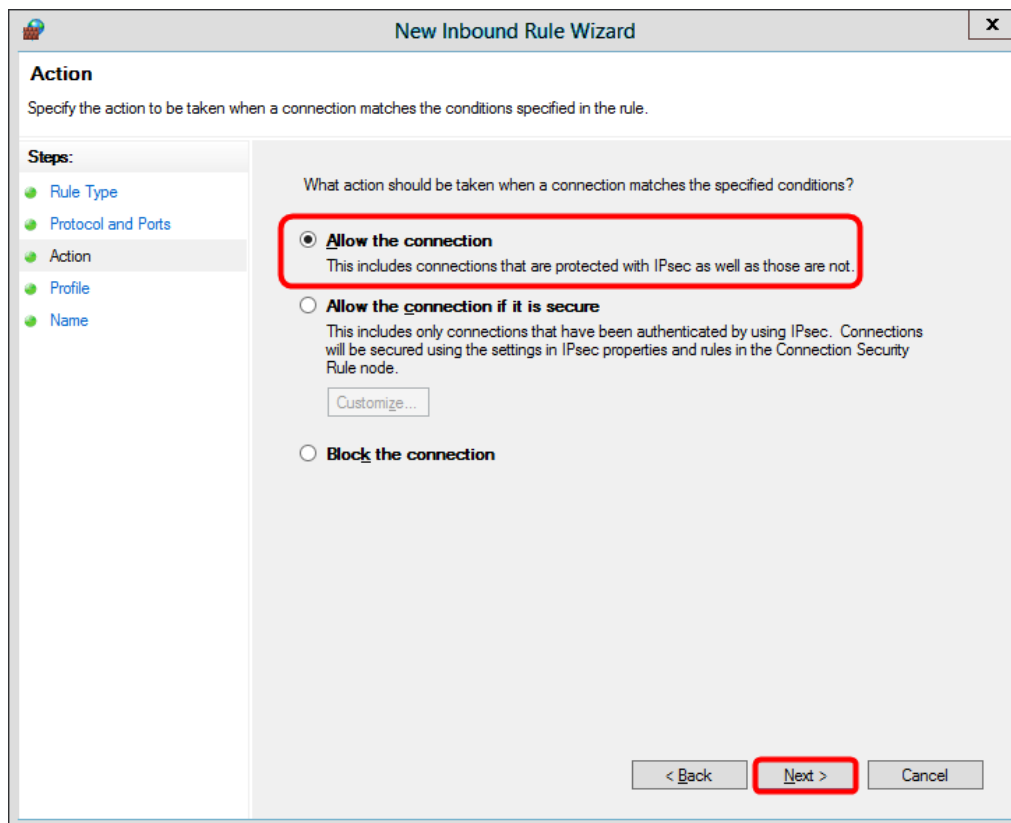 New Inbound Rule Wizard
x
Action
Specify the action to be taken when a connection matches the conditions specified in the rule.
Steps:
Rule Type
Protocol and Ports
Action
Profile
Name
What action should be taken when a connection matches the specified conditions?
Allow the connection
This includes connections that are protected with IPsec as well as those are not.
Allow the connection if it is secure
This includes only connections that have been authenticated by using IPsec. Connections
will be secured using the settings in IPsec properties and rules in the Connection Security
Rule node.
Customize...
Block the connection
< Back
Next >
Cancel